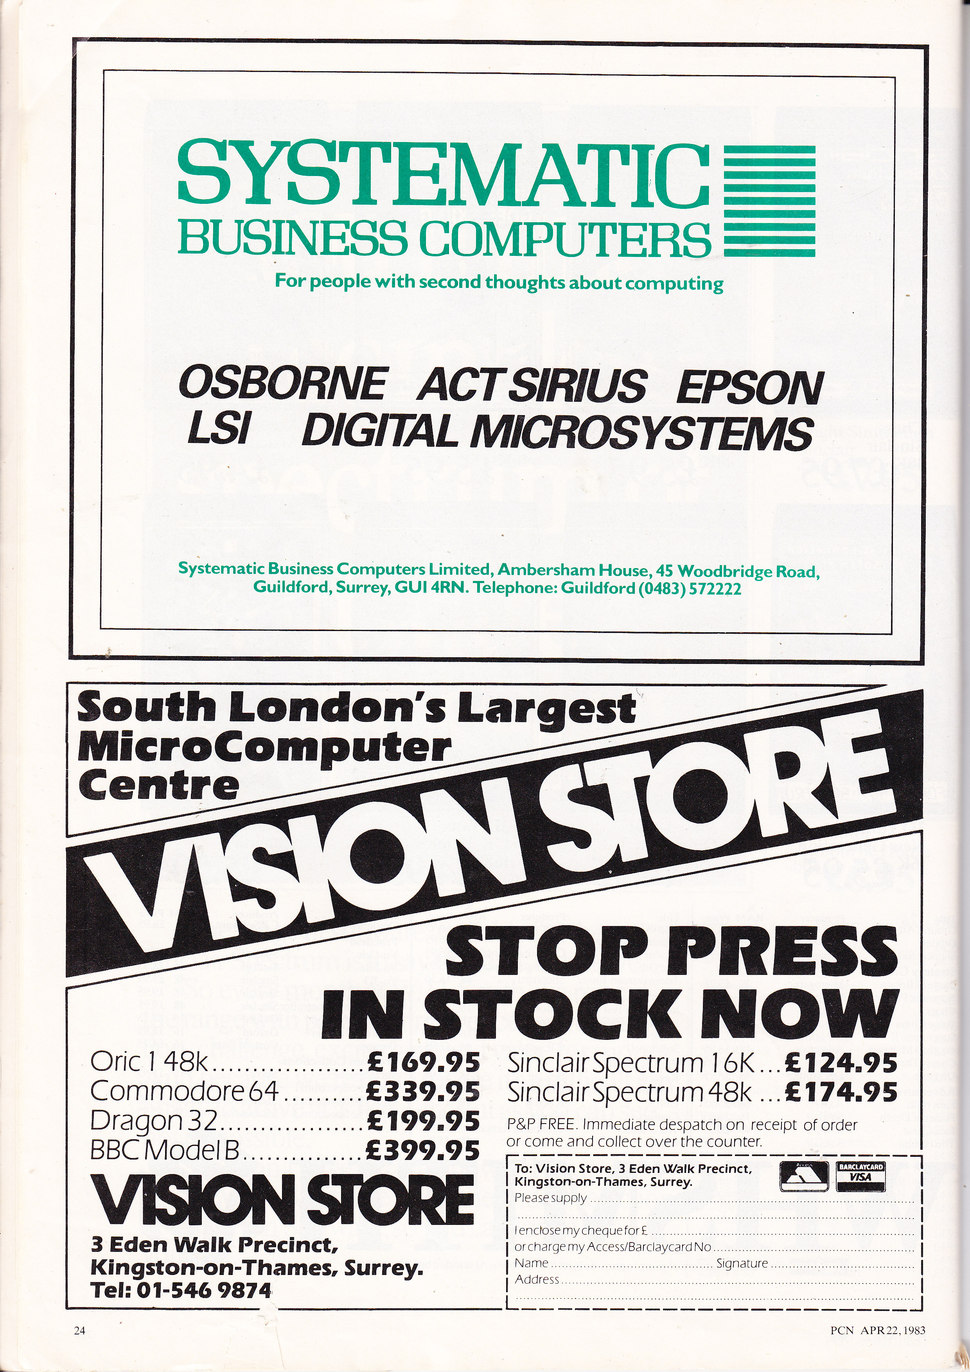 SYSTEMATIC
BUSINESS COMPUTERS
For people with second thoughts about computing
OSBORNE ACT SIRIUS EPSON
LSI DIGITAL MICROSYSTEMS
Systematic Business Computers Limited, Ambersham House, 45 Woodbridge Road,
Guildford, Surrey, GU1 4RN. Telephone: Guildford (0483) 572222
South London's Largest
MicroComputer
Centre
VISION STORE
STOP PRESS
IN STOCK NOW
Oric 1 48k...................£169.95
Commodore 64..........£339.95
Dragon 32..................£199.95
BBC Model B...............£399.95
Sinclair Spectrum 16K ...£124.95
Sinclair Spectrum 48k ...£174.95
P&P FREE. Immediate despatch on receipt of order
or come and collect over the counter.
VISION STORE
3 Eden Walk Precinct,
Kingston-on-Thames, Surrey.
Tel: 01-546 9874
To: Vision Store, 3 Eden Walk Precinct,
Kingston-on-Thames, Surrey.
BARCLAYCARD
VISA
Please supply
I enclose my cheque for £
or charge my Access/Barclaycard No
Name Signature
Address
24
PCN APR 22, 1983